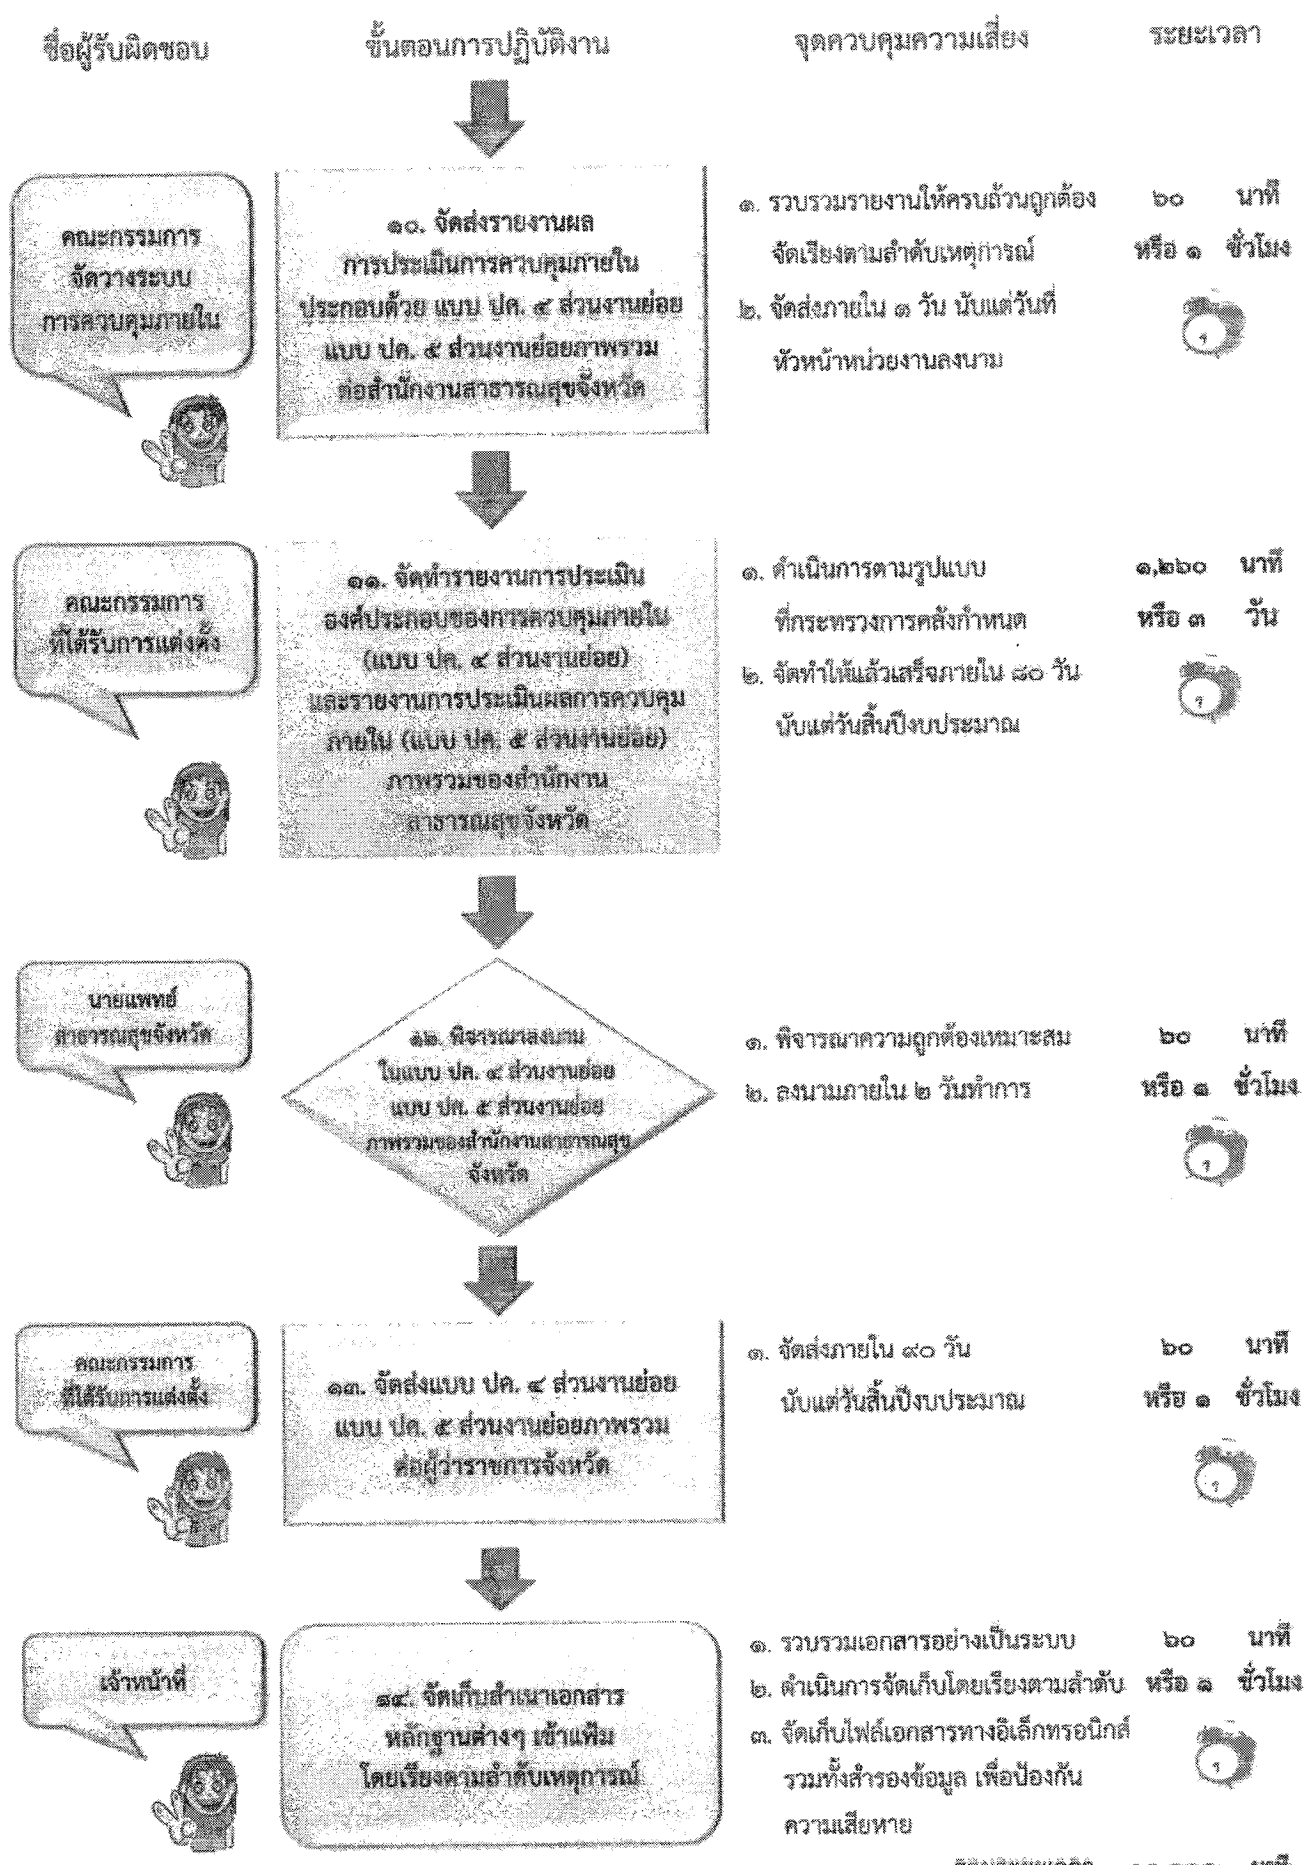 ชื่อผู้รับผิดชอบ ขั้นตอนการปฏิบัติงาน จุดควบคุมความเสี่ยง ระยะเวลา
คณะกรรมการ
จัดวางระบบ
การควบคุมภายใน
๑๐. จัดส่งรายงานผล
การประเมินการควบคุมภายใน
ประกอบด้วย แบบ ปค. ๔ ส่วนงานย่อย
แบบ ปค. ๕ ส่วนงานย่อยภาพรวม
ต่อสำนักงานสาธารณสุขจังหวัด
๑. รวบรวมรายงานให้ครบถ้วนถูกต้อง
จัดเรียงตามลำดับเหตุการณ์
๒. จัดส่งภายใน ๓ วัน นับแต่วันที่
หัวหน้าหน่วยงานลงนาม
๖๐ นาที
หรือ ๑ ชั่วโมง
คณะกรรมการ
ที่ได้รับการแต่งตั้ง
๑๑. จัดทำรายงานการประเมิน
องค์ประกอบของการควบคุมภายใน
(แบบ ปค. ๔ ส่วนงานย่อย)
และรายงานการประเมินผลการควบคุม
ภายใน (แบบ ปค. ๕ ส่วนงานย่อย)
ภาพรวมของสำนักงาน
สาธารณสุขจังหวัด
๑. ดำเนินการตามรูปแบบ
ที่กระทรวงการคลังกำหนด
๒. จัดทำให้แล้วเสร็จภายใน ๘๐ วัน
นับแต่วันสิ้นปีงบประมาณ
๑,๒๖๐ นาที
หรือ ๓ วัน
นายแพทย์
สาธารณสุขจังหวัด
๑๒. พิจารณาลงนาม
ในแบบ ปค. ๔ ส่วนงานย่อย
แบบ ปค. ๕ ส่วนงานย่อย
ภาพรวมของสำนักงานสาธารณสุข
จังหวัด
๑. พิจารณาความถูกต้องเหมาะสม
๒. ลงนามภายใน ๒ วันทำการ
๖๐ นาที
หรือ ๑ ชั่วโมง
คณะกรรมการ
ที่ได้รับการแต่งตั้ง
๑๓. จัดส่งแบบ ปค. ๔ ส่วนงานย่อย
แบบ ปค. ๕ ส่วนงานย่อยภาพรวม
ต่อผู้ว่าราชการจังหวัด
๑. จัดส่งภายใน ๙๐ วัน
นับแต่วันสิ้นปีงบประมาณ
๖๐ นาที
หรือ ๑ ชั่วโมง
เจ้าหน้าที่
๑๔. จัดเก็บสำเนาเอกสาร
หลักฐานต่างๆ เข้าแฟ้ม
โดยเรียงตามลำดับเหตุการณ์
๑. รวบรวมเอกสารอย่างเป็นระบบ
๒. ดำเนินการจัดเก็บโดยเรียงตามลำดับ
๓. จัดเก็บไฟล์เอกสารทางอิเล็กทรอนิกส์
รวมทั้งสำรองข้อมูล เพื่อป้องกัน
ความเสียหาย
๖๐ นาที
หรือ ๑ ชั่วโมง